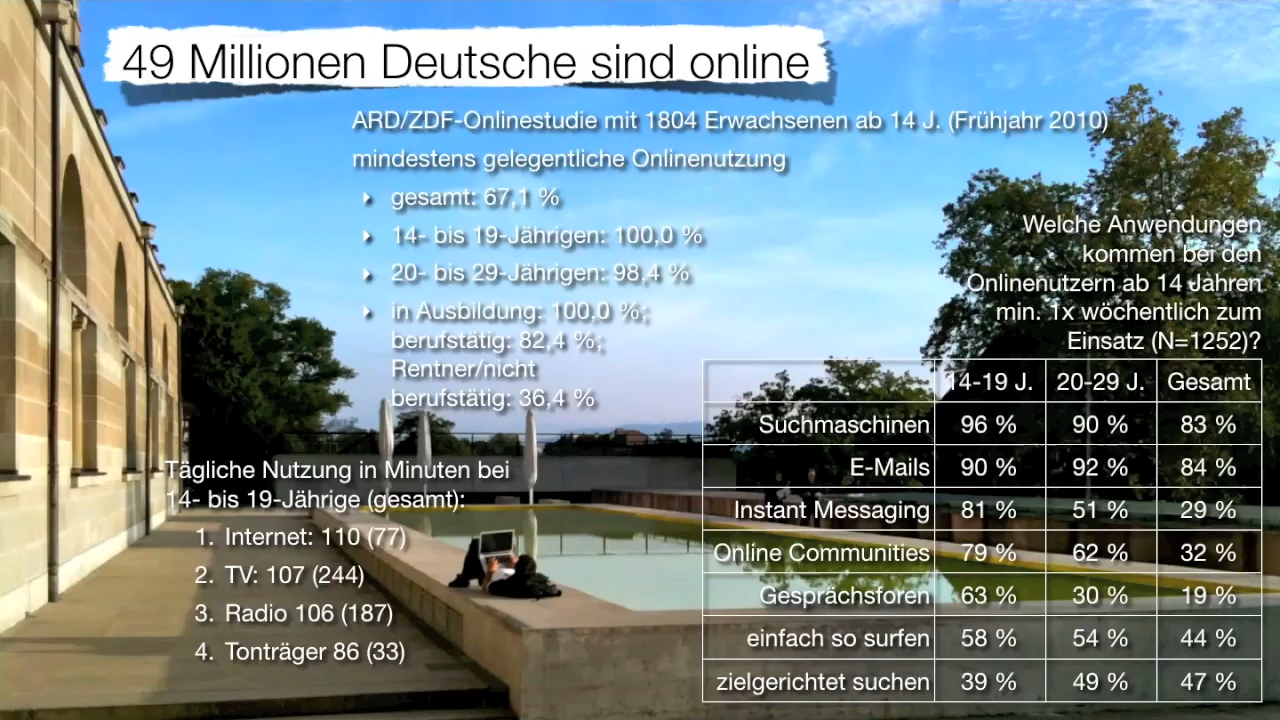 49 Millionen Deutsche sind online
ARD/ZDF-Onlinestudie mit 1804 Erwachsenen ab 14 J. (Frühjahr 2010)
mindestens gelegentliche Onlinenutzung
‣ gesamt: 67,1 %
‣ 14- bis 19-Jährigen: 100,0 %
‣ 20- bis 29-Jährigen: 98,4 %
‣ in Ausbildung: 100,0 %;
berufstätig: 82,4 %;
Rentner/nicht
berufstätig: 36,4 %
Tägliche Nutzung in Minuten bei
14- bis 19-Jährige (gesamt):
1. Internet: 110 (77)
2. TV: 107 (244)
3. Radio 106 (187)
4. Tonträger 86 (33)
Welche Anwendungen
kommen bei den
Onlinenutzern ab 14 Jahren
min. 1x wöchentlich zum
Einsatz (N=1252)?
14-19 J. 20-29 J. Gesamt
Suchmaschinen 96 % 90 % 83 %
E-Mails 90 % 92 % 84 %
Instant Messaging 81 % 51 % 29 %
Online Communities 79 % 62 % 32 %
Gesprächsforen 63 % 30 % 19 %
einfach so surfen 58 % 54 % 44 %
zielgerichtet suchen 39 % 49 % 47 %